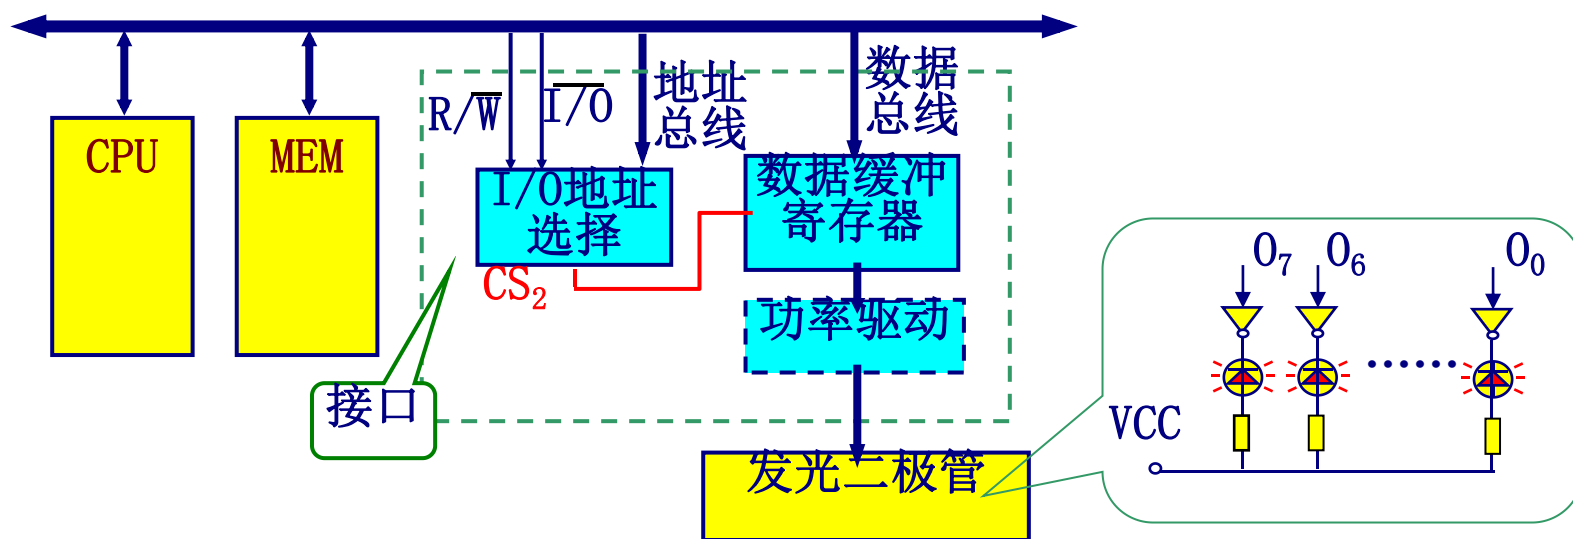 CPU
MEM
R/W̅
I̅/̅O̅
地址
总线
数据
总线
I/O地址
选择
CS₂
数据缓冲
寄存器
功率驱动
接口
发光二极管
O₇ O₆ O₀
VCC